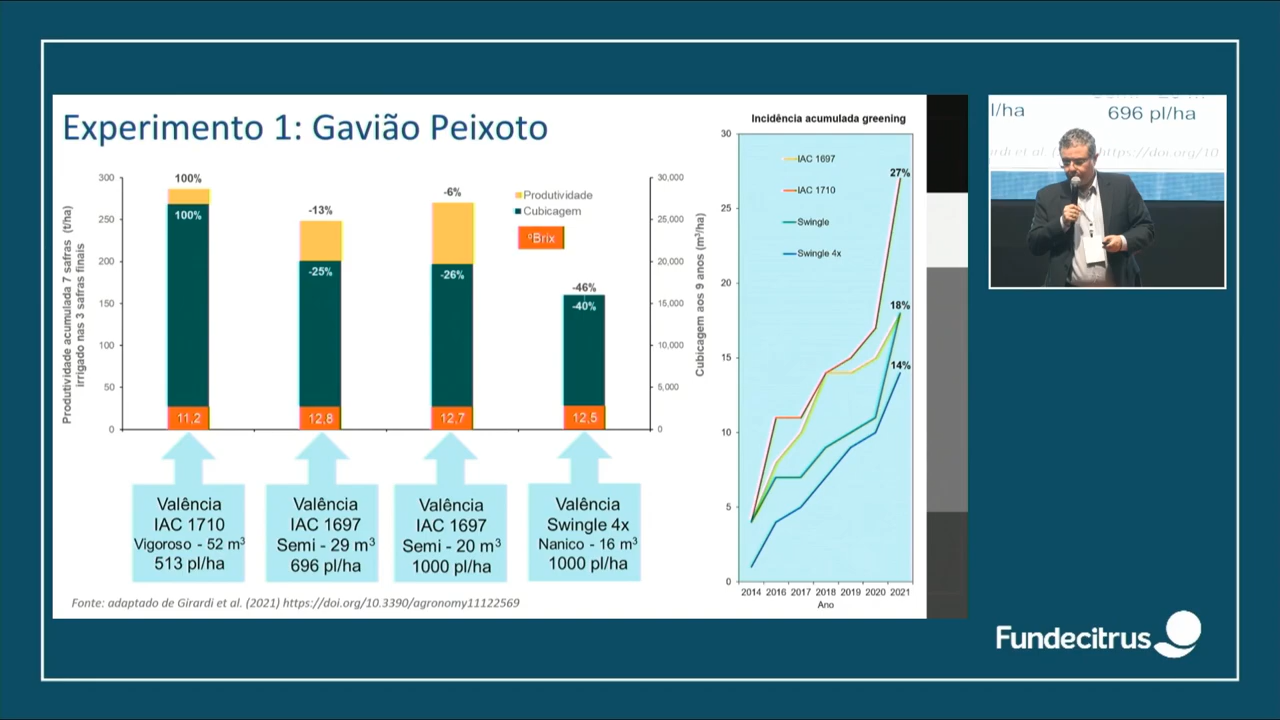 Experimento 1: Gavião Peixoto
Produtividade acumulada 7 safras (t/ha)
irrigado nas 3 safras finais
300
250
200
150
100
50
0
100%
100%
11,2
-13%
-25%
12,8
-6%
-26%
12,7
-46%
-40%
12,5
Produtividade
Cubicagem
ºBrix
30,000
25,000
20,000
15,000
10,000
5,000
0
Cubicagem aos 9 anos (m³/ha)
Valência
IAC 1710
Vigoroso - 52 m³
513 pl/ha
Valência
IAC 1697
Semi - 29 m³
696 pl/ha
Valência
IAC 1697
Semi - 20 m³
1000 pl/ha
Valência
Swingle 4x
Nanico - 16 m³
1000 pl/ha
Fonte: adaptado de Girardi et al. (2021) https://doi.org/10.3390/agronomy11122569
Incidência acumulada greening
30
25
20
15
10
5
0
IAC 1697
IAC 1710
Swingle
Swingle 4x
27%
18%
14%
2014 2016 2017 2018 2019 2020 2021
Ano
l/ha
696 pl/ha
https://doi.org/10
Fundecitrus